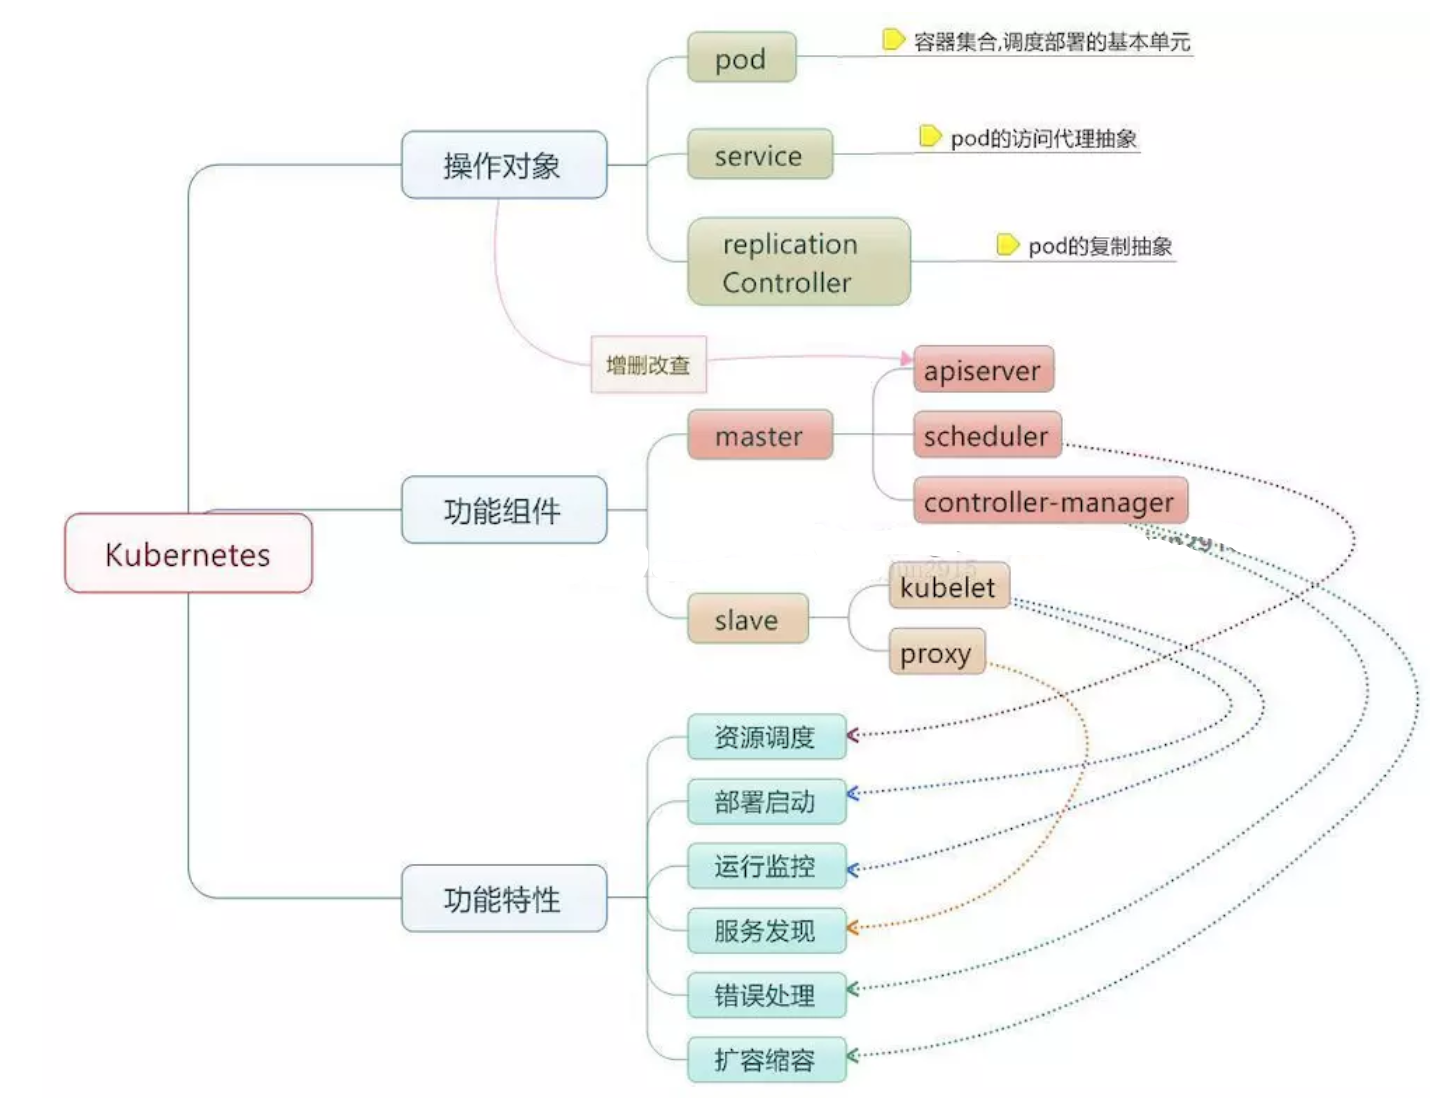 pod
容器集合,调度部署的基本单元
service
pod的访问代理抽象
操作对象
replication
Controller
pod的复制抽象
增删改查
apiserver
master
scheduler
controller-manager
功能组件
Kubernetes
kubelet
slave
proxy
资源调度
部署启动
运行监控
功能特性
服务发现
错误处理
扩容缩容